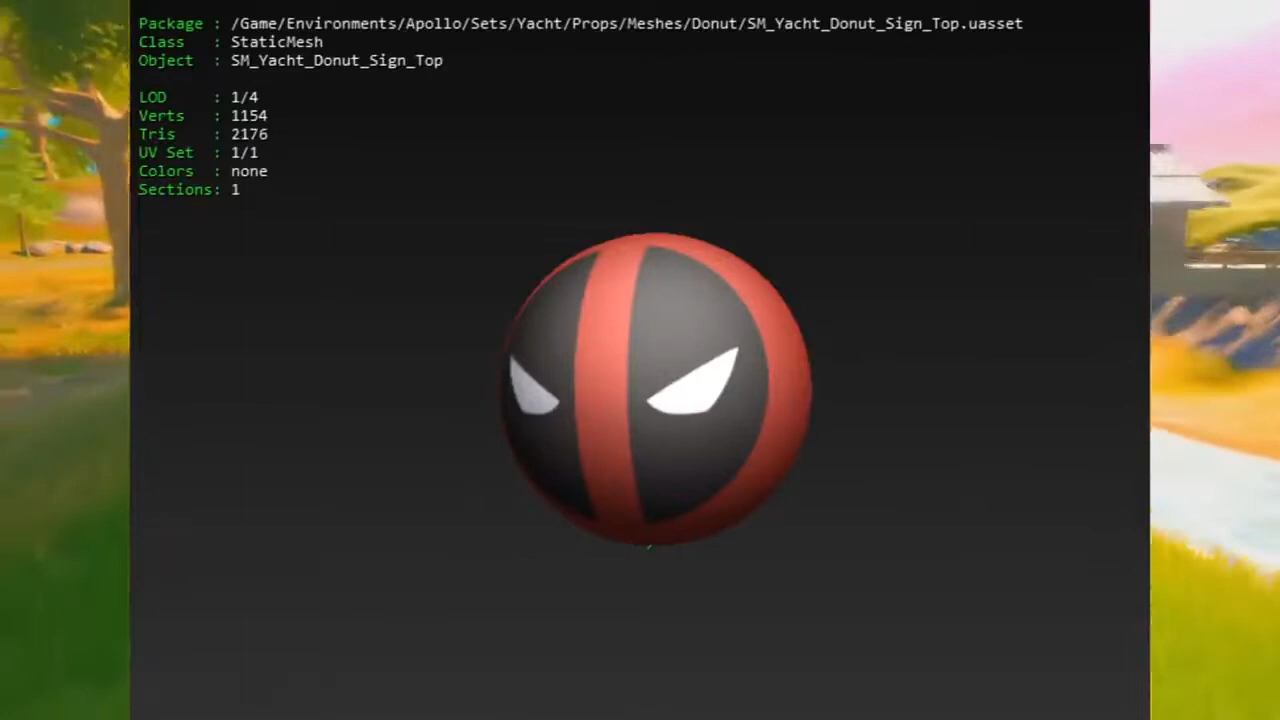 Package : /Game/Environments/Apollo/Sets/Yacht/Props/Meshes/Donut/SM_Yacht_Donut_Sign_Top.uasset
Class : StaticMesh
Object : SM_Yacht_Donut_Sign_Top
LOD : 1/4
Verts : 1154
Tris : 2176
UV Set : 1/1
Colors : none
Sections: 1